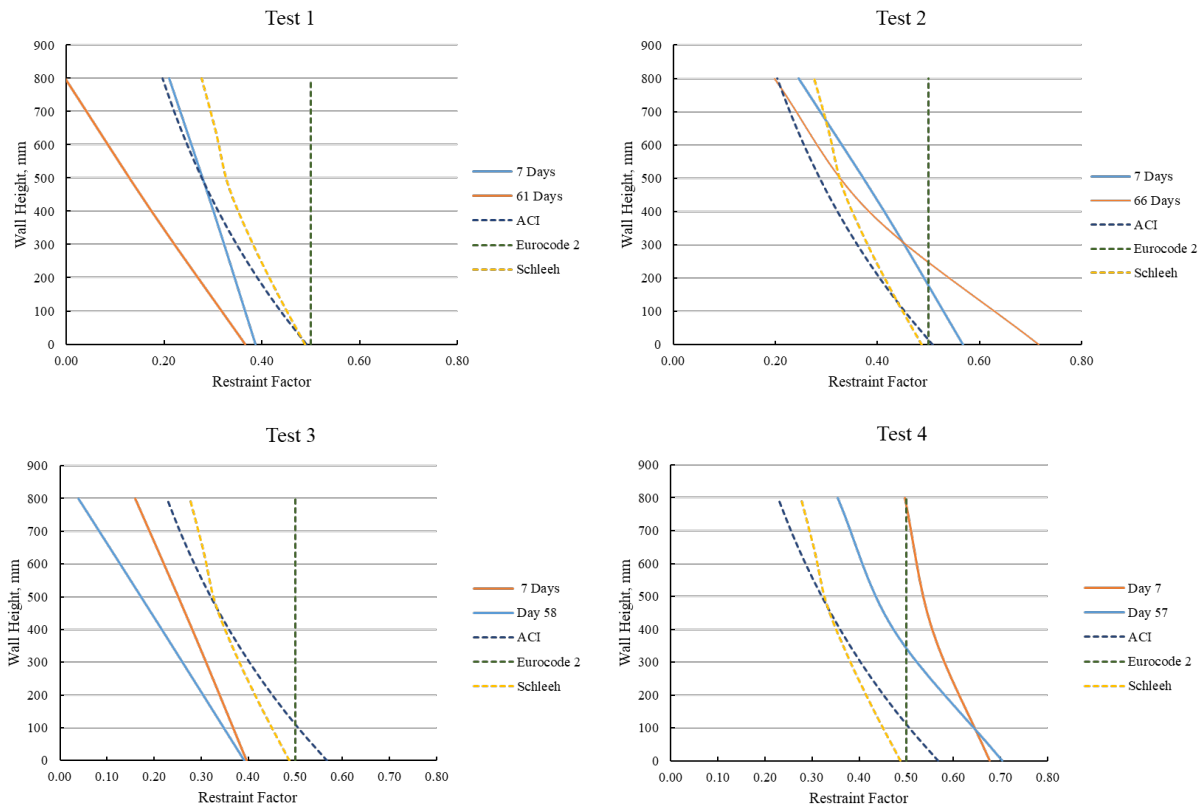 Test 1
900
800
700
600
500
400
300
200
100
0
Wall Height, mm
0.00 0.20 0.40 0.60 0.80
Restraint Factor
7 Days
61 Days
ACI
Eurocode 2
Schleeh
Test 2
900
800
700
600
500
400
300
200
100
0
Wall Height, mm
0.00 0.20 0.40 0.60 0.80
Restraint Factor
7 Days
66 Days
ACI
Eurocode 2
Schleeh
Test 3
900
800
700
600
500
400
300
200
100
0
Wall Height, mm
0.00 0.10 0.20 0.30 0.40 0.50 0.60 0.70 0.80
Restraint Factor
7 Days
Day 58
ACI
Eurocode 2
Schleeh
Test 4
900
800
700
600
500
400
300
200
100
0
Wall Height, mm
0.00 0.10 0.20 0.30 0.40 0.50 0.60 0.70 0.80
Restraint Factor
Day 7
Day 57
ACI
Eurocode 2
Schleeh